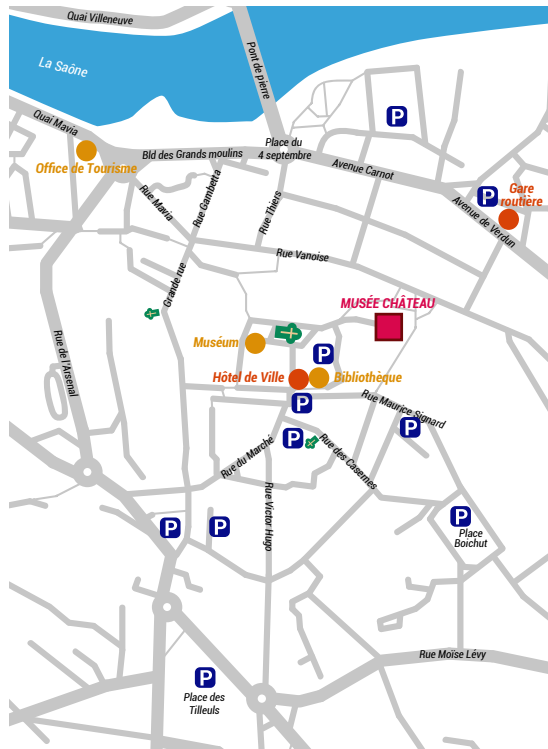 Quai Villeneuve
La Saône
Pont de pierre
Quai Mavia
P
Office de Tourisme
Bld des Grands moulins
Place du
4 septembre
Avenue Carnot
P
Gare
routière
Avenue de Verdun
Rue Mavia
Rue Gambetta
Rue Thiers
Rue Vanoise
Grande rue
MUSÉE CHÂTEAU
Rue de l'Arsenal
Muséum
P
Hôtel de Ville
Bibliothèque
P
Rue Maurice Signard
P
P
Rue du Marché
Rue des Casernes
Rue Victor Hugo
P
P
P
Place
Boichut
Rue Moïse Lévy
P
Place des
Tilleuls